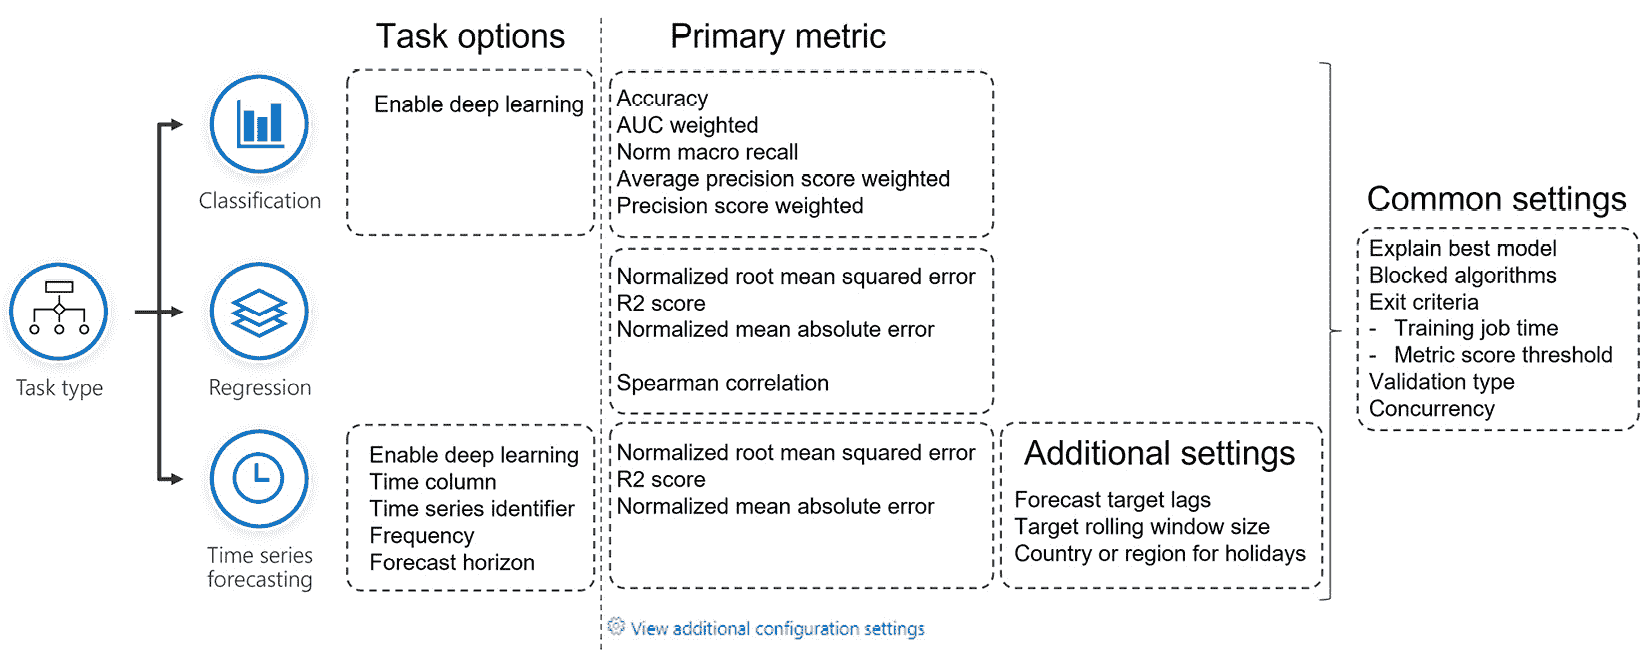 Task options
Primary metric
Enable deep learning
Accuracy
AUC weighted
Norm macro recall
Average precision score weighted
Precision score weighted
Classification
Common settings
Explain best model
Blocked algorithms
Exit criteria
- Training job time
- Metric score threshold
Validation type
Concurrency
Normalized root mean squared error
R2 score
Normalized mean absolute error
Spearman correlation
Task type
Regression
Enable deep learning
Time column
Time series identifier
Frequency
Forecast horizon
Normalized root mean squared error
R2 score
Normalized mean absolute error
Additional settings
Forecast target lags
Target rolling window size
Country or region for holidays
Time series
forecasting
View additional configuration settings